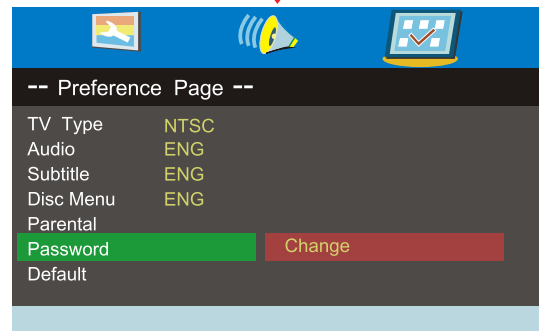 -- Preference Page --
TV Type NTSC
Audio ENG
Subtitle ENG
Disc Menu ENG
Parental
Password Change
Default